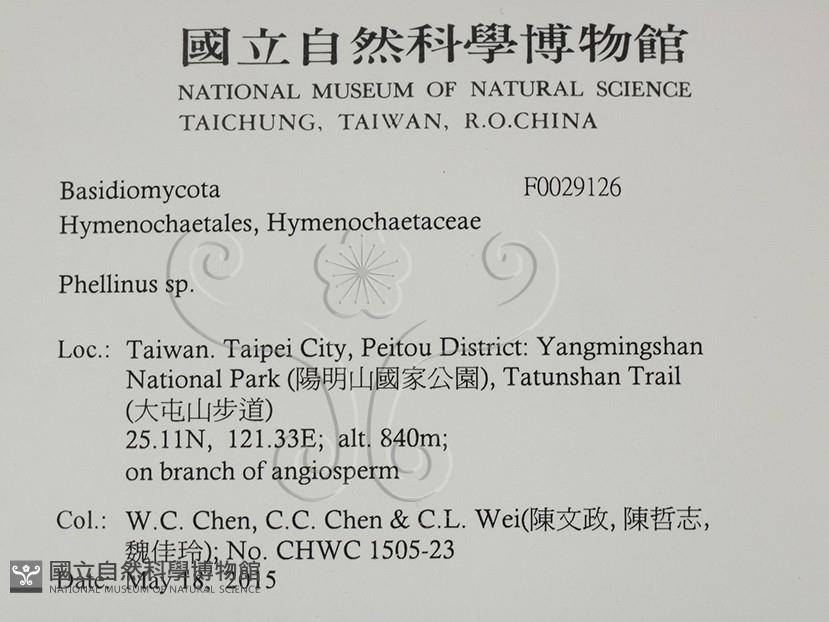 國立自然科學博物館
NATIONAL MUSEUM OF NATURAL SCIENCE
TAICHUNG, TAIWAN, R.O.CHINA
Basidiomycota F0029126
Hymenochaetales, Hymenochaetaceae
Phellinus sp.
Loc.: Taiwan. Taipei City, Peitou District: Yangmingshan
National Park (陽明山國家公園), Tatunshan Trail
(大屯山步道)
25.11N, 121.33E; alt. 840m;
on branch of angiosperm
Col.: W.C. Chen, C.C. Chen & C.L. Wei(陳文政, 陳哲志,
魏佳玲); No. CHWC 1505-23
Date: May 18, 2015
國立自然科學博物館
NATIONAL MUSEUM OF NATURAL SCIENCE